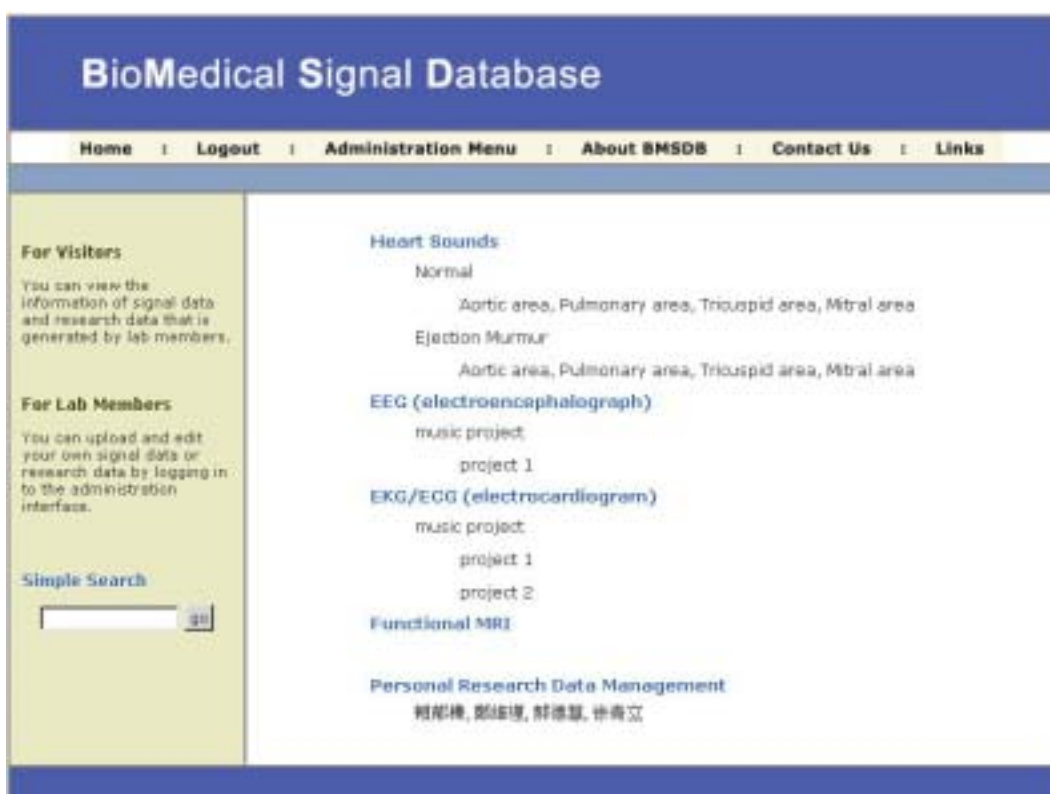 BioMedical Signal Database
Home : Logout : Administration Menu : About BMSDB : Contact Us : Links
For Visitors
You can view the
information of signal data
and research data that is
generated by lab members.
For Lab Members
You can upload and edit
your own signal data or
research data by logging in
to the administration
interface.
Simple Search
go
Heart Sounds
Normal
Aortic area, Pulmonary area, Tricuspid area, Mitral area
Ejection Murmur
Aortic area, Pulmonary area, Tricuspid area, Mitral area
EEG (electroencephalograph)
music project
project 1
EKG/ECG (electrocardiogram)
music project
project 1
project 2
Functional MRI
Personal Research Data Management